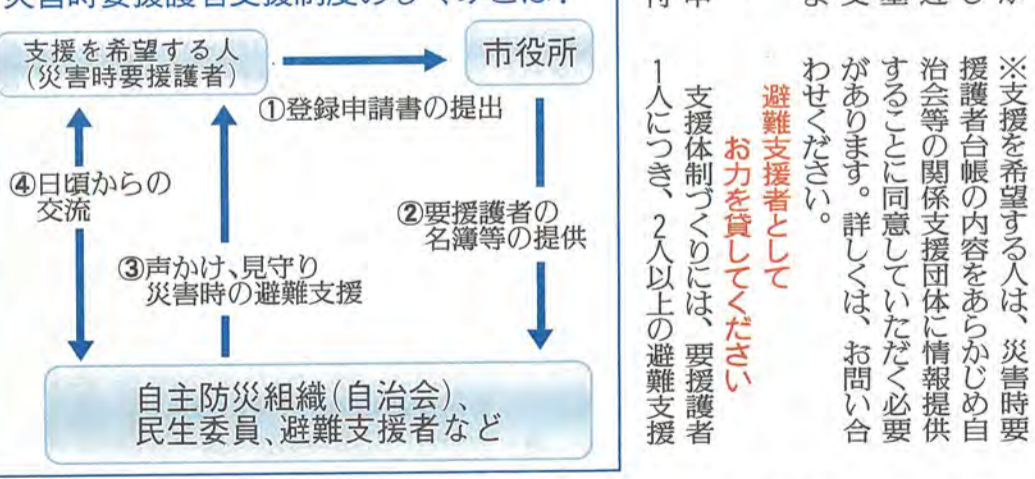 災害時要援護者支援制度のしくみとは？
支援を希望する人
(災害時要援護者)
市役所
①登録申請書の提出
④日頃からの
交流
②要援護者の
名簿等の提供
③声かけ、見守り
災害時の避難支援
自主防災組織(自治会)、
民生委員、避難支援者など
※支援を希望する人は、災害時要
援護者台帳の内容をあらかじめ自
治会等の関係支援団体に情報提供
することに同意していただく必要
があります。詳しくは、お問い合
わせください。
避難支援者として
お力を貸してください
支援体制づくりには、要援護者
1人につき、2人以上の避難支援